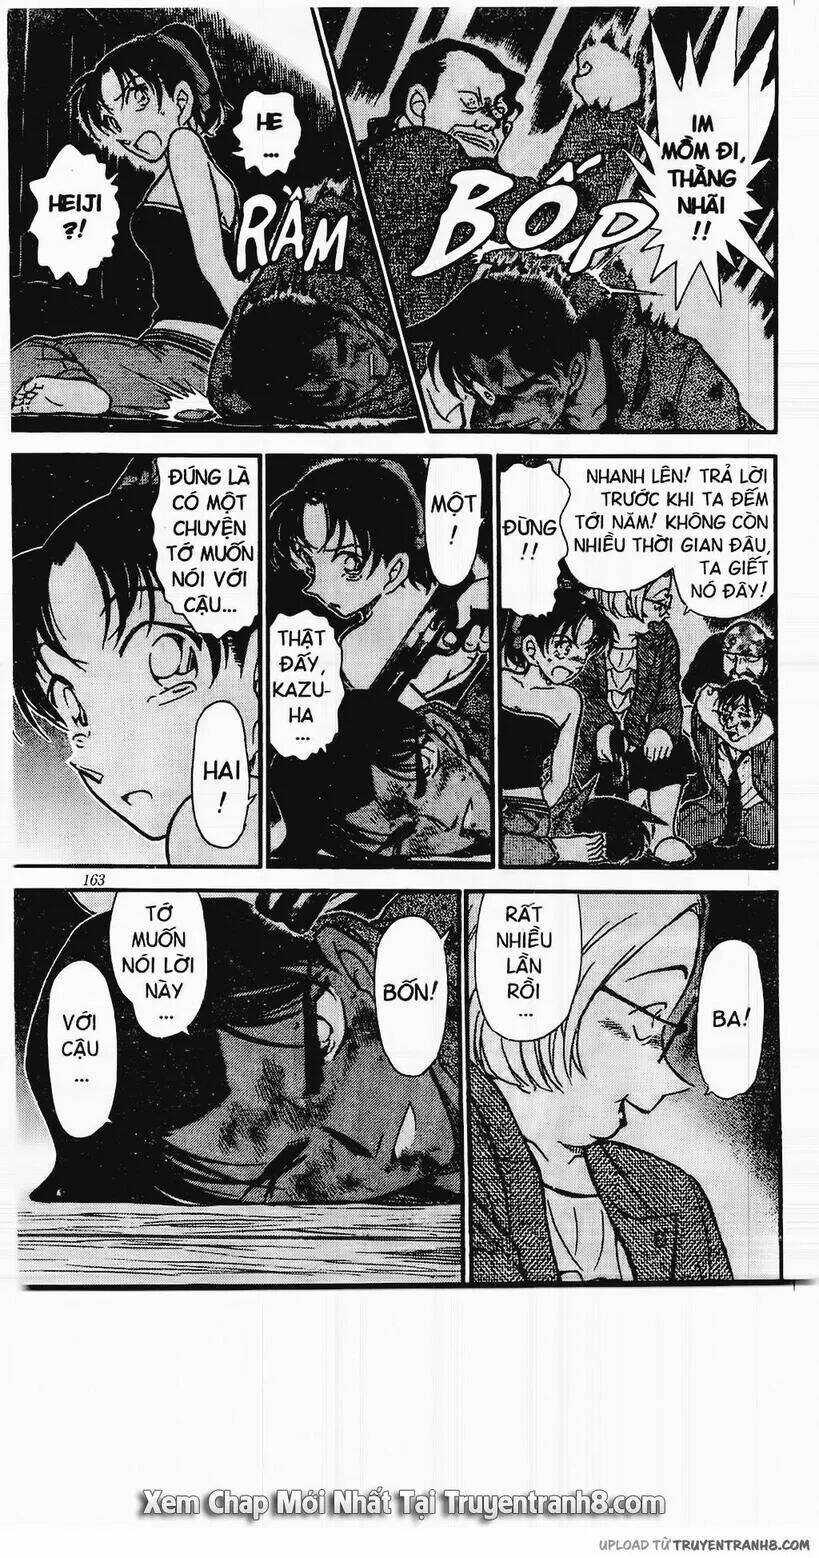 IM
MỒM ĐI,
THẰNG
NHÃI
!!
BỐP
HE
...
HEIJI
?!
RẦM
NHANH LÊN! TRẢ LỜI
TRƯỚC KHI TA ĐẾM
TỚI NĂM! KHÔNG CÒN
NHIỀU THỜI GIAN ĐÂU,
TA GIẾT
NÓ ĐÂY!
ĐỪNG
!!
MỘT
!
THẬT
ĐẤY,
KAZU-
HA
...
ĐÚNG LÀ
CÓ MỘT
CHUYỆN
TỚ MUỐN
NÓI VỚI
CẬU...
HAI
!
163
BA!
RẤT
NHIỀU
LẦN
RỒI
...
BỐN!
TỚ
MUỐN
NÓI LỜI
NÀY
...
VỚI
CẬU
...
Xem Chap Mới Nhất Tại Truyentranh8.com
UPLOAD TỪ TRUYENTRANH8.COM